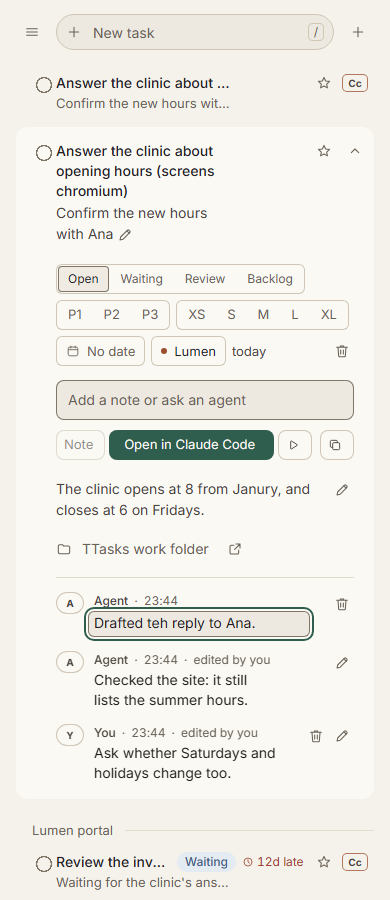 New task /
Answer the clinic about ... Cc
Confirm the new hours wit...
Answer the clinic about
opening hours (screens
chromium)
Confirm the new hours
with Ana
Open Waiting Review Backlog
P1 P2 P3 XS S M L XL
No date Lumen today
Add a note or ask an agent
Note Open in Claude Code
The clinic opens at 8 from Janury, and
closes at 6 on Fridays.
TTasks work folder
A Agent · 23:44
Drafted teh reply to Ana.
A Agent · 23:44 · edited by you
Checked the site: it still
lists the summer hours.
Y You · 23:44 · edited by you
Ask whether Saturdays and
holidays change too.
Lumen portal
Review the inv... Waiting 12d late Cc
Waiting for the clinic's ans...